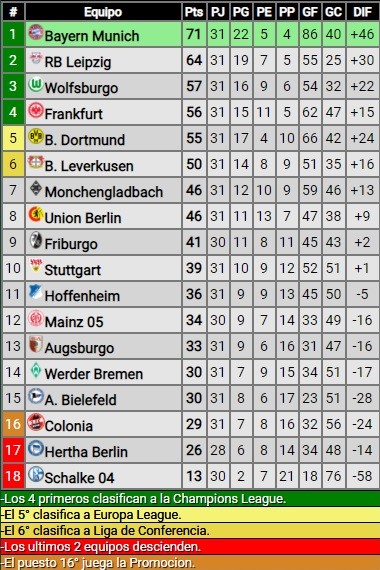 # Equipo Pts PJ PG PE PP GF GC DIF
1 Bayern Munich 71 31 22 5 4 86 40 +46
2 RB Leipzig 64 31 19 7 5 55 25 +30
3 Wolfsburgo 57 31 16 9 6 54 32 +22
4 Frankfurt 56 31 15 11 5 62 47 +15
5 B. Dortmund 55 31 17 4 10 66 42 +24
6 B. Leverkusen 50 31 14 8 9 51 35 +16
7 Monchengladbach 46 31 12 10 9 59 46 +13
8 Union Berlin 46 31 11 13 7 47 38 +9
9 Friburgo 41 30 11 8 11 45 43 +2
10 Stuttgart 39 31 10 9 12 52 51 +1
11 Hoffenheim 36 31 9 9 13 45 50 -5
12 Mainz 05 34 30 9 7 14 33 49 -16
13 Augsburgo 33 31 9 6 16 31 47 -16
14 Werder Bremen 30 31 7 9 15 34 51 -17
15 A. Bielefeld 30 31 8 6 17 23 51 -28
16 Colonia 29 31 7 8 16 32 56 -24
17 Hertha Berlin 26 28 6 8 14 34 48 -14
18 Schalke 04 13 30 2 7 21 18 76 -58
-Los 4 primeros clasifican a la Champions League.
-El 5° clasifica a Europa League.
-El 6° clasifica a Liga de Conferencia.
-Los ultimos 2 equipos descienden.
-El puesto 16° juega la Promocion.